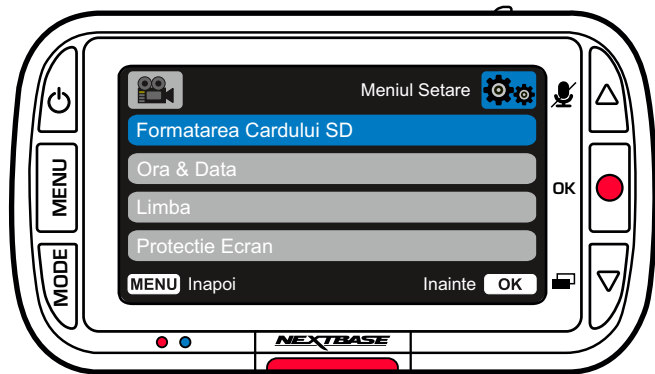 Meniul Setare
Formatarea Cardului SD
Ora & Data
Limba
Protectie Ecran
MENU Inapoi Inainte OK
MENU
MODE
OK
NEXTBASE